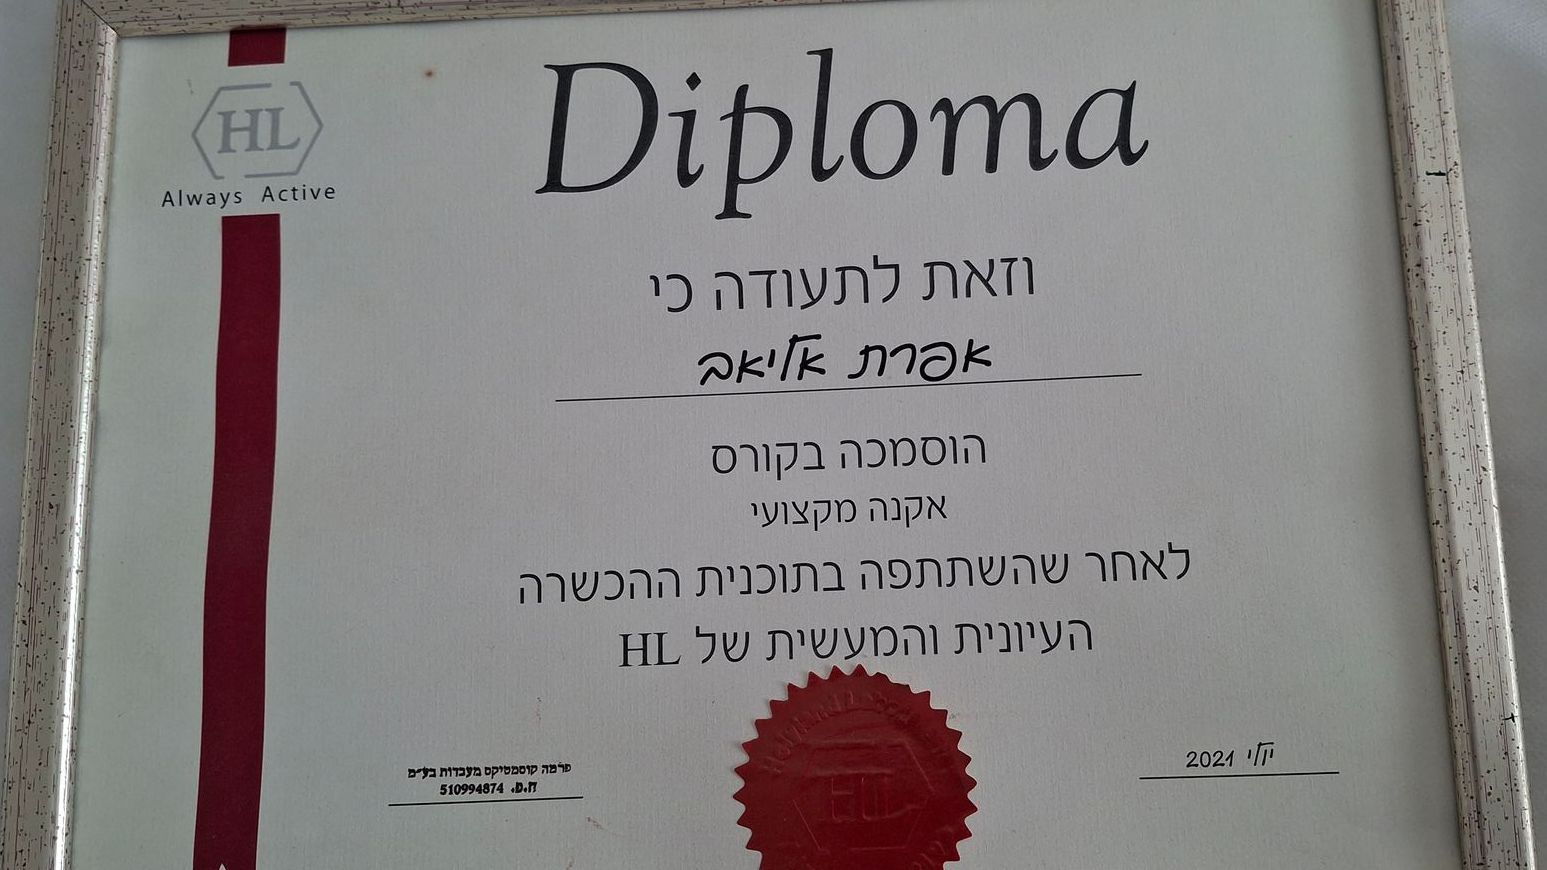 HL
Always Active
Diploma
וזאת לתעודה כי
אפרת אליאב
הוסמכה בקורס
אקנה מקצועי
לאחר שהשתתפה בתוכנית ההכשרה
העיונית והמעשית של HL
פרמה קוסמטיקס מעבדות בע״מ
ח.פ. 510994874
יולי 2021
HL